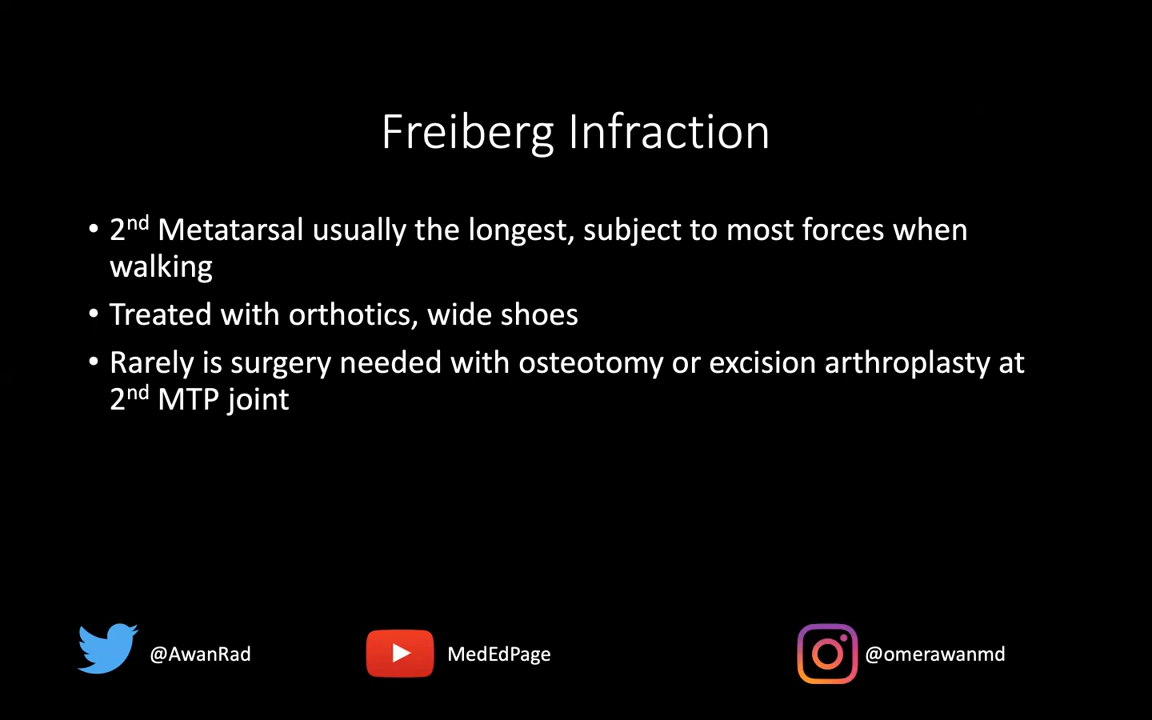 Freiberg Infraction
• 2nd Metatarsal usually the longest, subject to most forces when
walking
• Treated with orthotics, wide shoes
• Rarely is surgery needed with osteotomy or excision arthroplasty at
2nd MTP joint
@AwanRad
MedEdPage
@omerawanmd